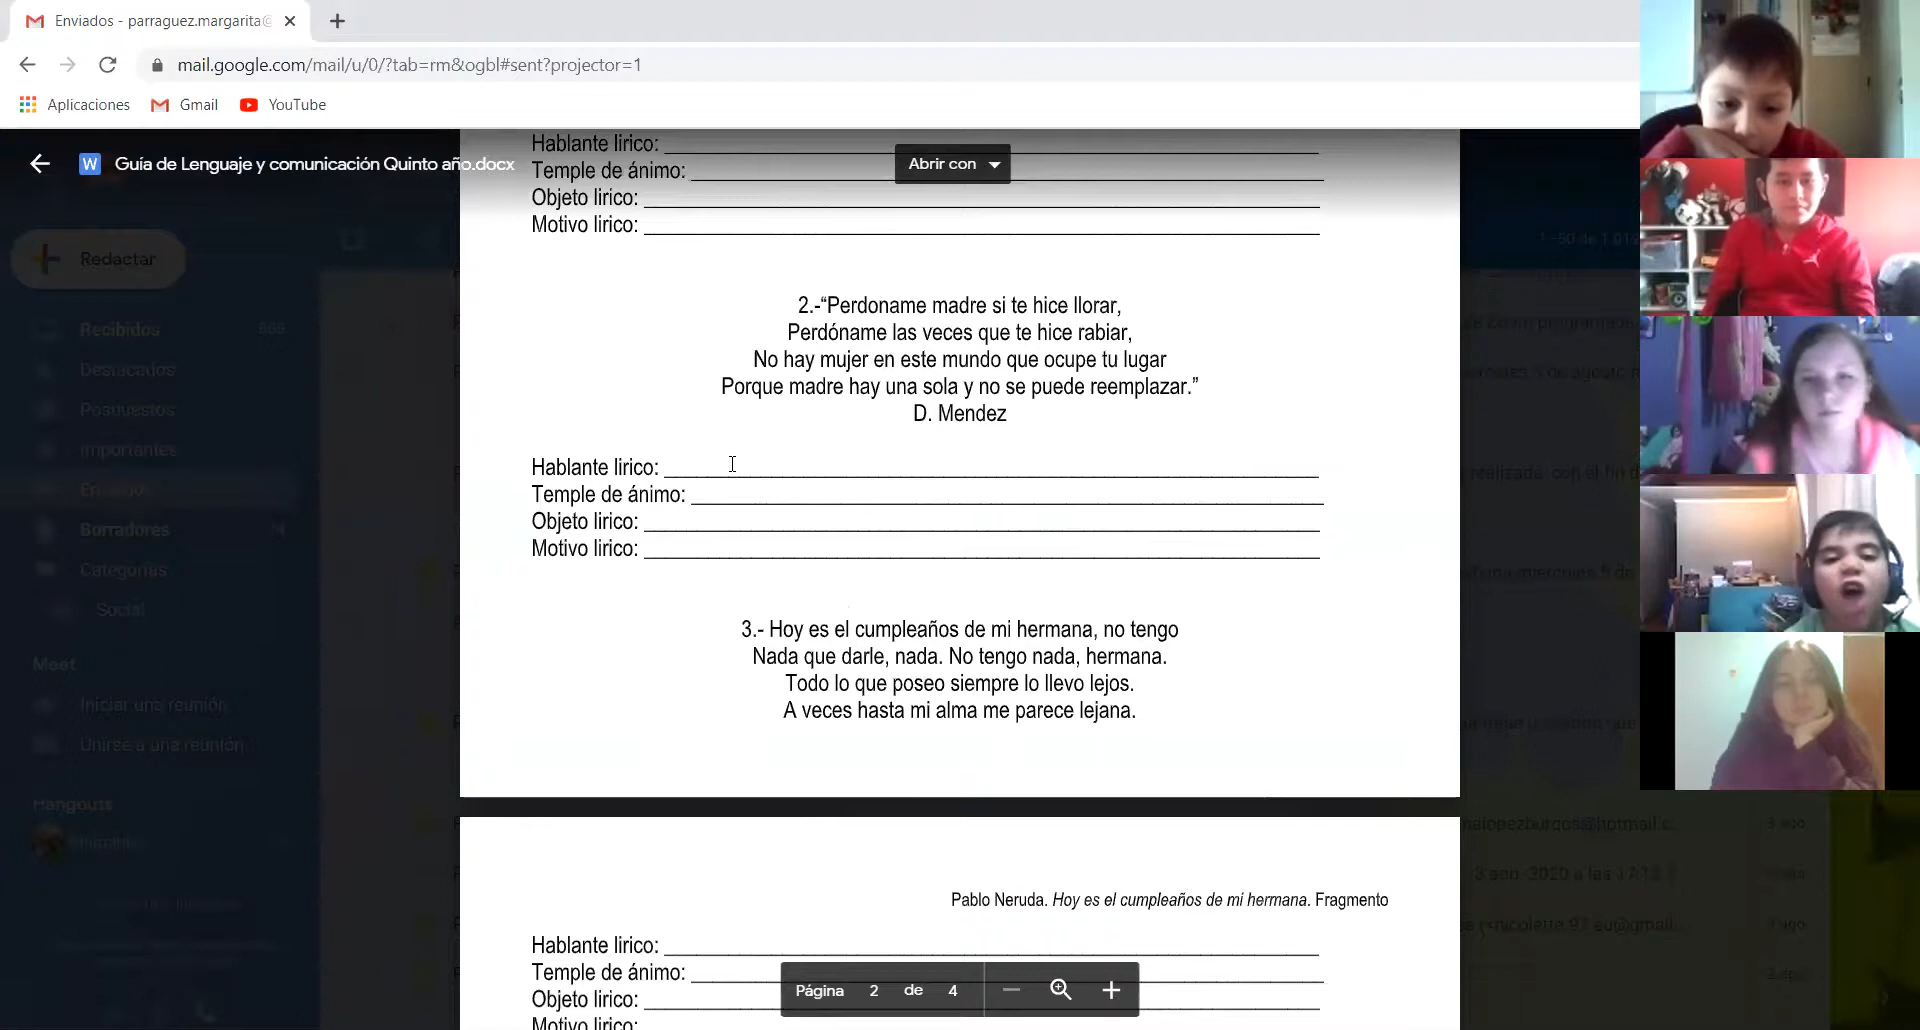 Enviados - parraguez.margarita@
mail.google.com/mail/u/0/?tab=rm&ogbl#sent?projector=1
Aplicaciones
Gmail
YouTube
Guía de Lenguaje y comunicación Quinto año.docx
Abrir con
Hablante lirico:
Temple de ánimo:
Objeto lirico:
Motivo lirico:
2.-“Perdoname madre si te hice llorar,
Perdóname las veces que te hice rabiar,
No hay mujer en este mundo que ocupe tu lugar
Porque madre hay una sola y no se puede reemplazar.”
D. Mendez
Hablante lirico:
Temple de ánimo:
Objeto lirico:
Motivo lirico:
3.- Hoy es el cumpleaños de mi hermana, no tengo
Nada que darle, nada. No tengo nada, hermana.
Todo lo que poseo siempre lo llevo lejos.
A veces hasta mi alma me parece lejana.
Pablo Neruda. Hoy es el cumpleaños de mi hermana. Fragmento
Hablante lirico:
Temple de ánimo:
Objeto lirico:
Motivo lirico:
Página 2 de 4
Redactar
Recibidos
Destacados
Pospuestos
Importantes
Enviados
Borradores
Categorías
Social
Meet
Iniciar una reunión
Unirse a una reunión
Hangouts